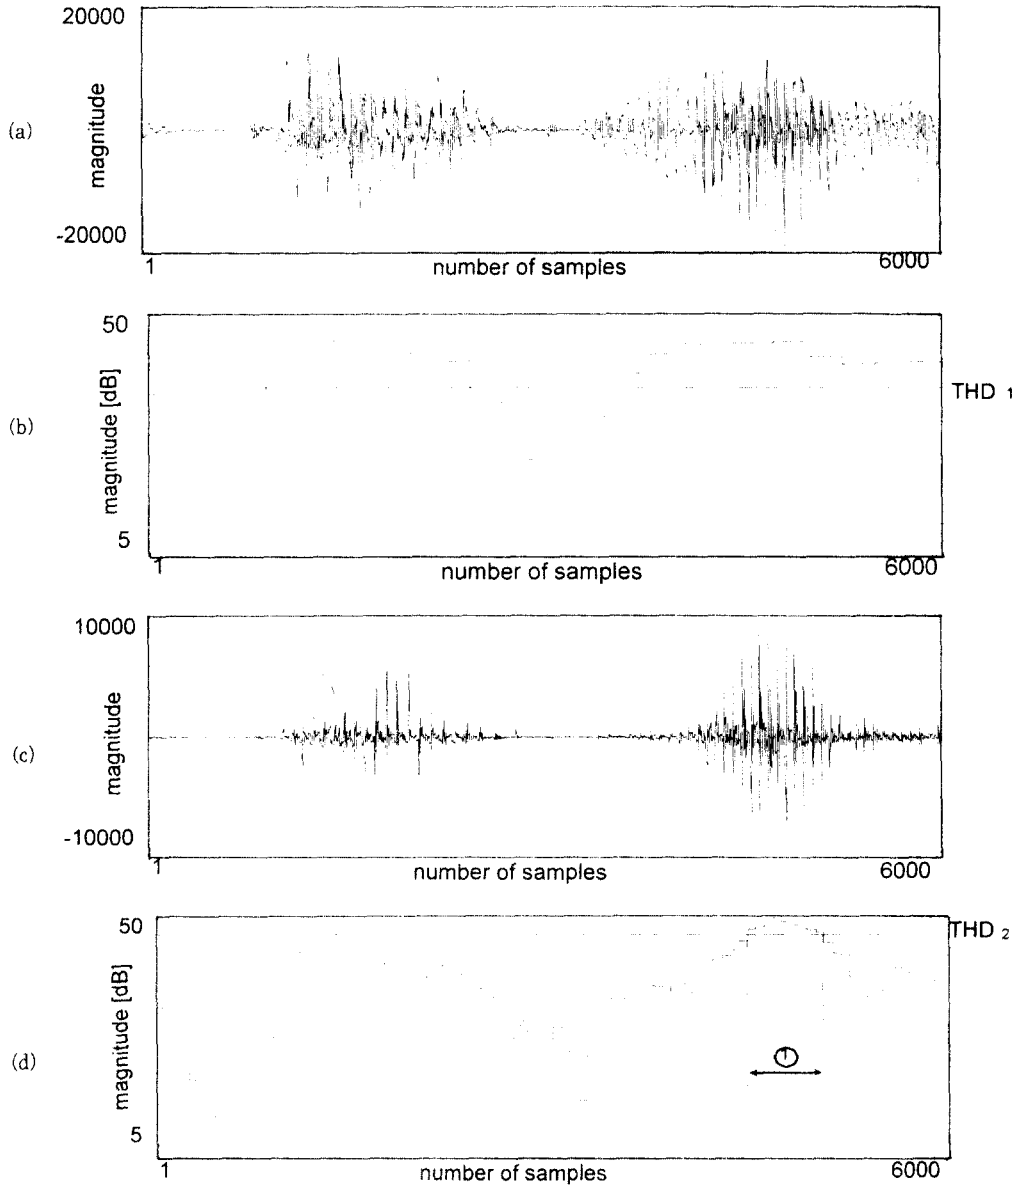 20000
(a)
magnitude
-20000
1
number of samples
6000
50
(b)
magnitude [dB]
THD 1
5
1
number of samples
6000
10000
(c)
magnitude
-10000
1
number of samples
6000
50
THD 2
(d)
magnitude [dB]
①
5
1
number of samples
6000